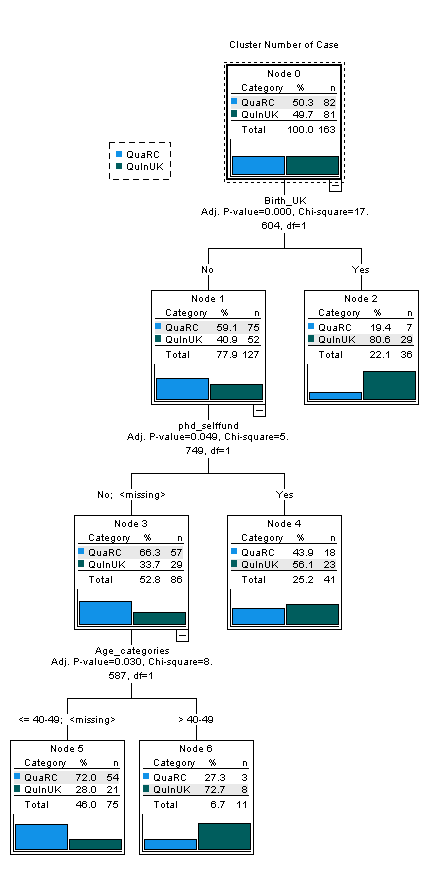 Cluster Number of Case
Node 0
Category % n
QuaRC 50.3 82
QuInUK 49.7 81
Total 100.0 163
QuaRC
QuInUK
Birth_UK
Adj. P-value=0.000, Chi-square=17.
604, df=1
No Yes
Node 1
Category % n
QuaRC 59.1 75
QuInUK 40.9 52
Total 77.9 127
Node 2
Category % n
QuaRC 19.4 7
QuInUK 80.6 29
Total 22.1 36
phd_selffund
Adj. P-value=0.049, Chi-square=5.
749, df=1
No; <missing> Yes
Node 3
Category % n
QuaRC 66.3 57
QuInUK 33.7 29
Total 52.8 86
Node 4
Category % n
QuaRC 43.9 18
QuInUK 56.1 23
Total 25.2 41
Age_categories
Adj. P-value=0.030, Chi-square=8.
587, df=1
<= 40-49; <missing> > 40-49
Node 5
Category % n
QuaRC 72.0 54
QuInUK 28.0 21
Total 46.0 75
Node 6
Category % n
QuaRC 27.3 3
QuInUK 72.7 8
Total 6.7 11